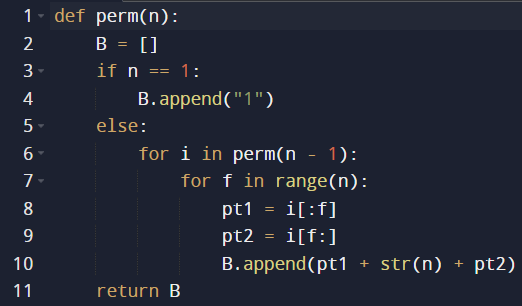 1 def perm(n):
2     B = []
3     if n == 1:
4         B.append("1")
5     else:
6         for i in perm(n - 1):
7             for f in range(n):
8                 pt1 = i[:f]
9                 pt2 = i[f:]
10                 B.append(pt1 + str(n) + pt2)
11     return B